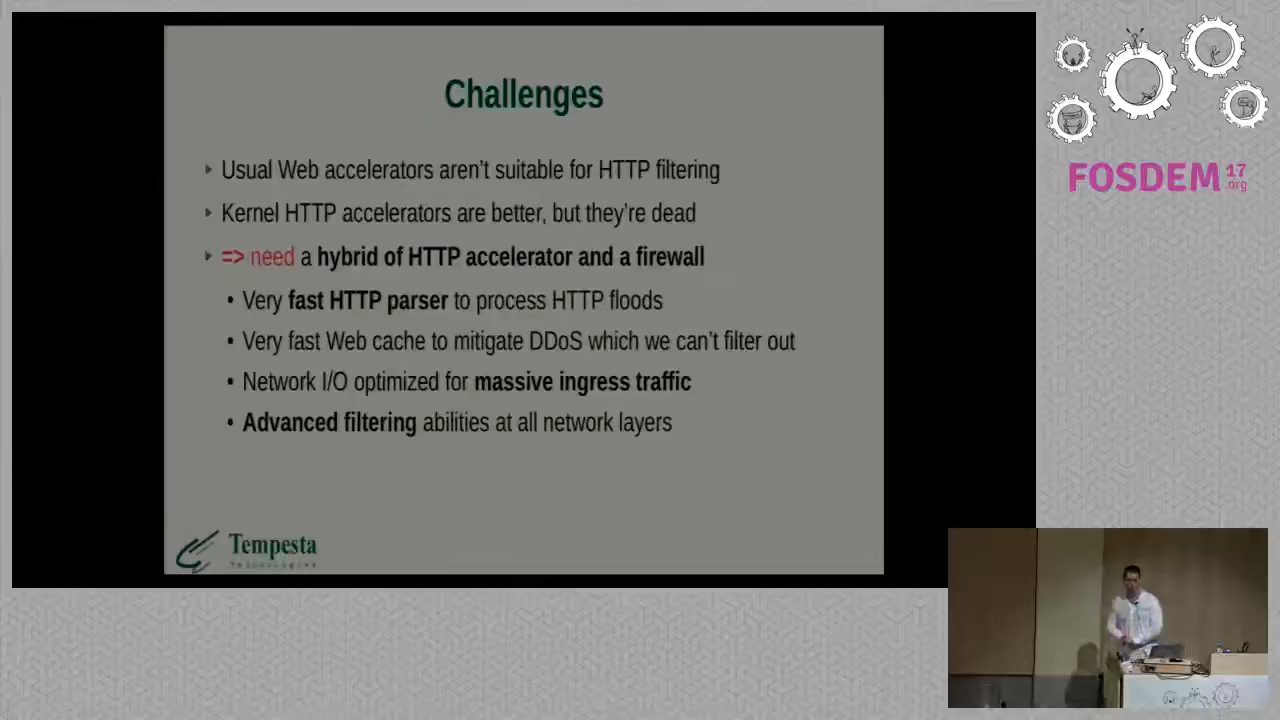 Challenges
Usual Web accelerators aren't suitable for HTTP filtering
Kernel HTTP accelerators are better, but they're dead
=> need a hybrid of HTTP accelerator and a firewall
Very fast HTTP parser to process HTTP floods
Very fast Web cache to mitigate DDoS which we can't filter out
Network I/O optimized for massive ingress traffic
Advanced filtering abilities at all network layers
Tempesta
Technologies
FOSDEM 17
.org